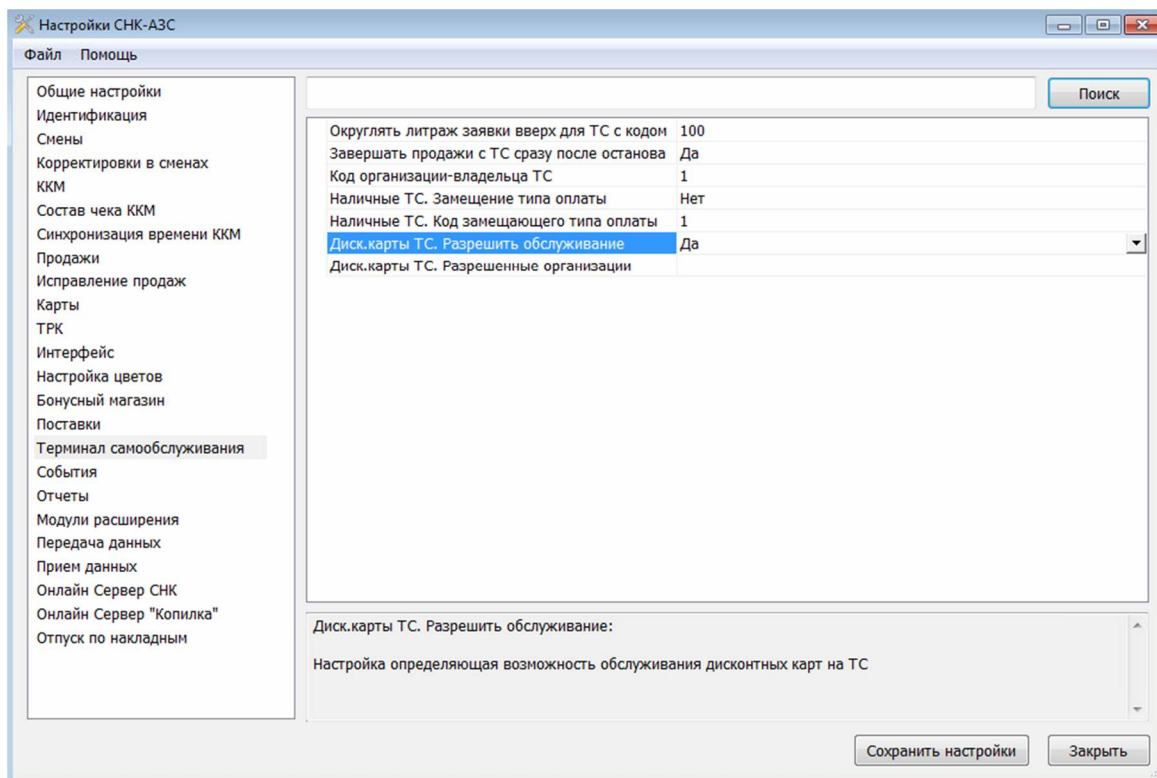 Настройки СНК-АЗС
Файл Помощь
Общие настройки
Идентификация
Смены
Корректировки в сменах
ККМ
Состав чека ККМ
Синхронизация времени ККМ
Продажи
Исправление продаж
Карты
ТРК
Интерфейс
Настройка цветов
Бонусный магазин
Поставки
Терминал самообслуживания
События
Отчеты
Модули расширения
Передача данных
Прием данных
Онлайн Сервер СНК
Онлайн Сервер "Копилка"
Отпуск по накладным
Поиск
Округлять литраж заявки вверх для ТС с кодом 100
Завершать продажи с ТС сразу после останова Да
Код организации-владельца ТС 1
Наличные ТС. Замещение типа оплаты Нет
Наличные ТС. Код замещающего типа оплаты 1
Диск.карты ТС. Разрешить обслуживание Да
Диск.карты ТС. Разрешенные организации
Диск.карты ТС. Разрешить обслуживание:
Настройка определяющая возможность обслуживания дисконтных карт на ТС
Сохранить настройки Закрыть